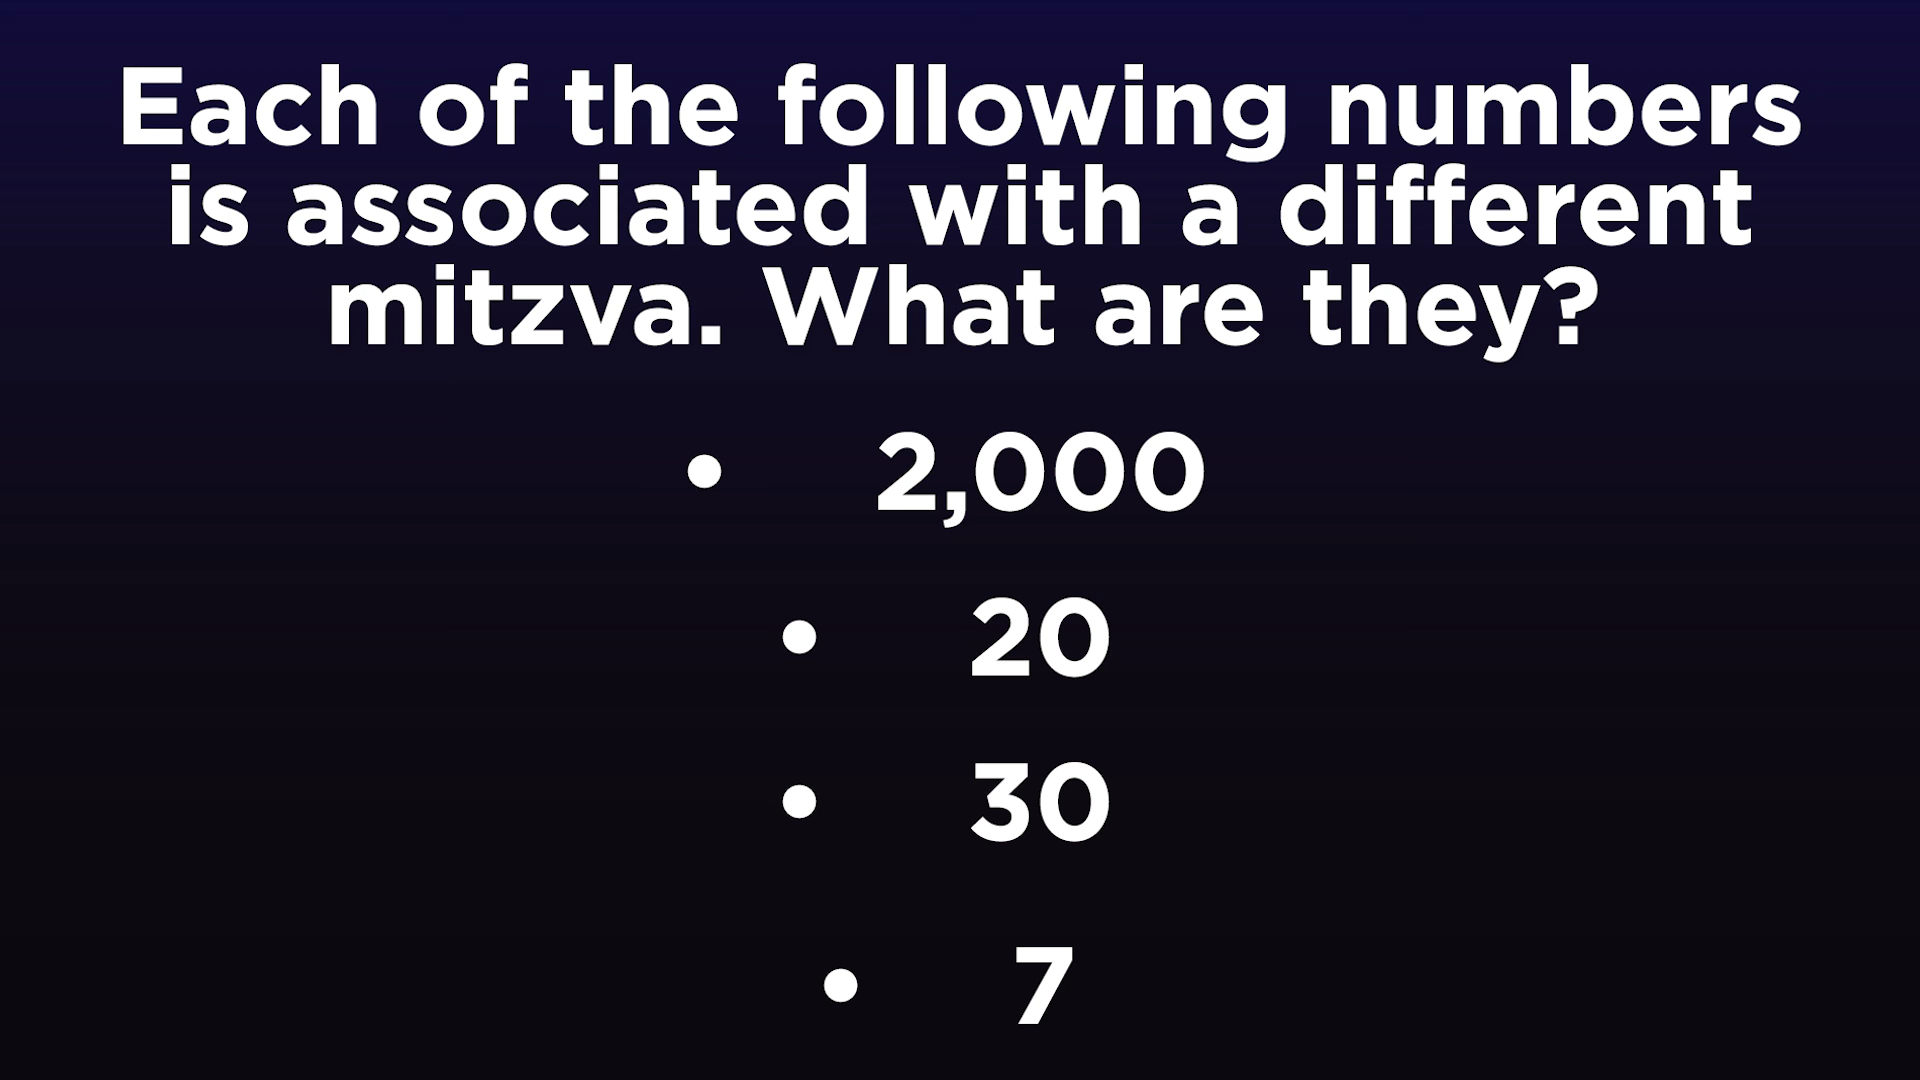 Each of the following numbers
is associated with a different
mitzva. What are they?
• 2,000
• 20
• 30
• 7